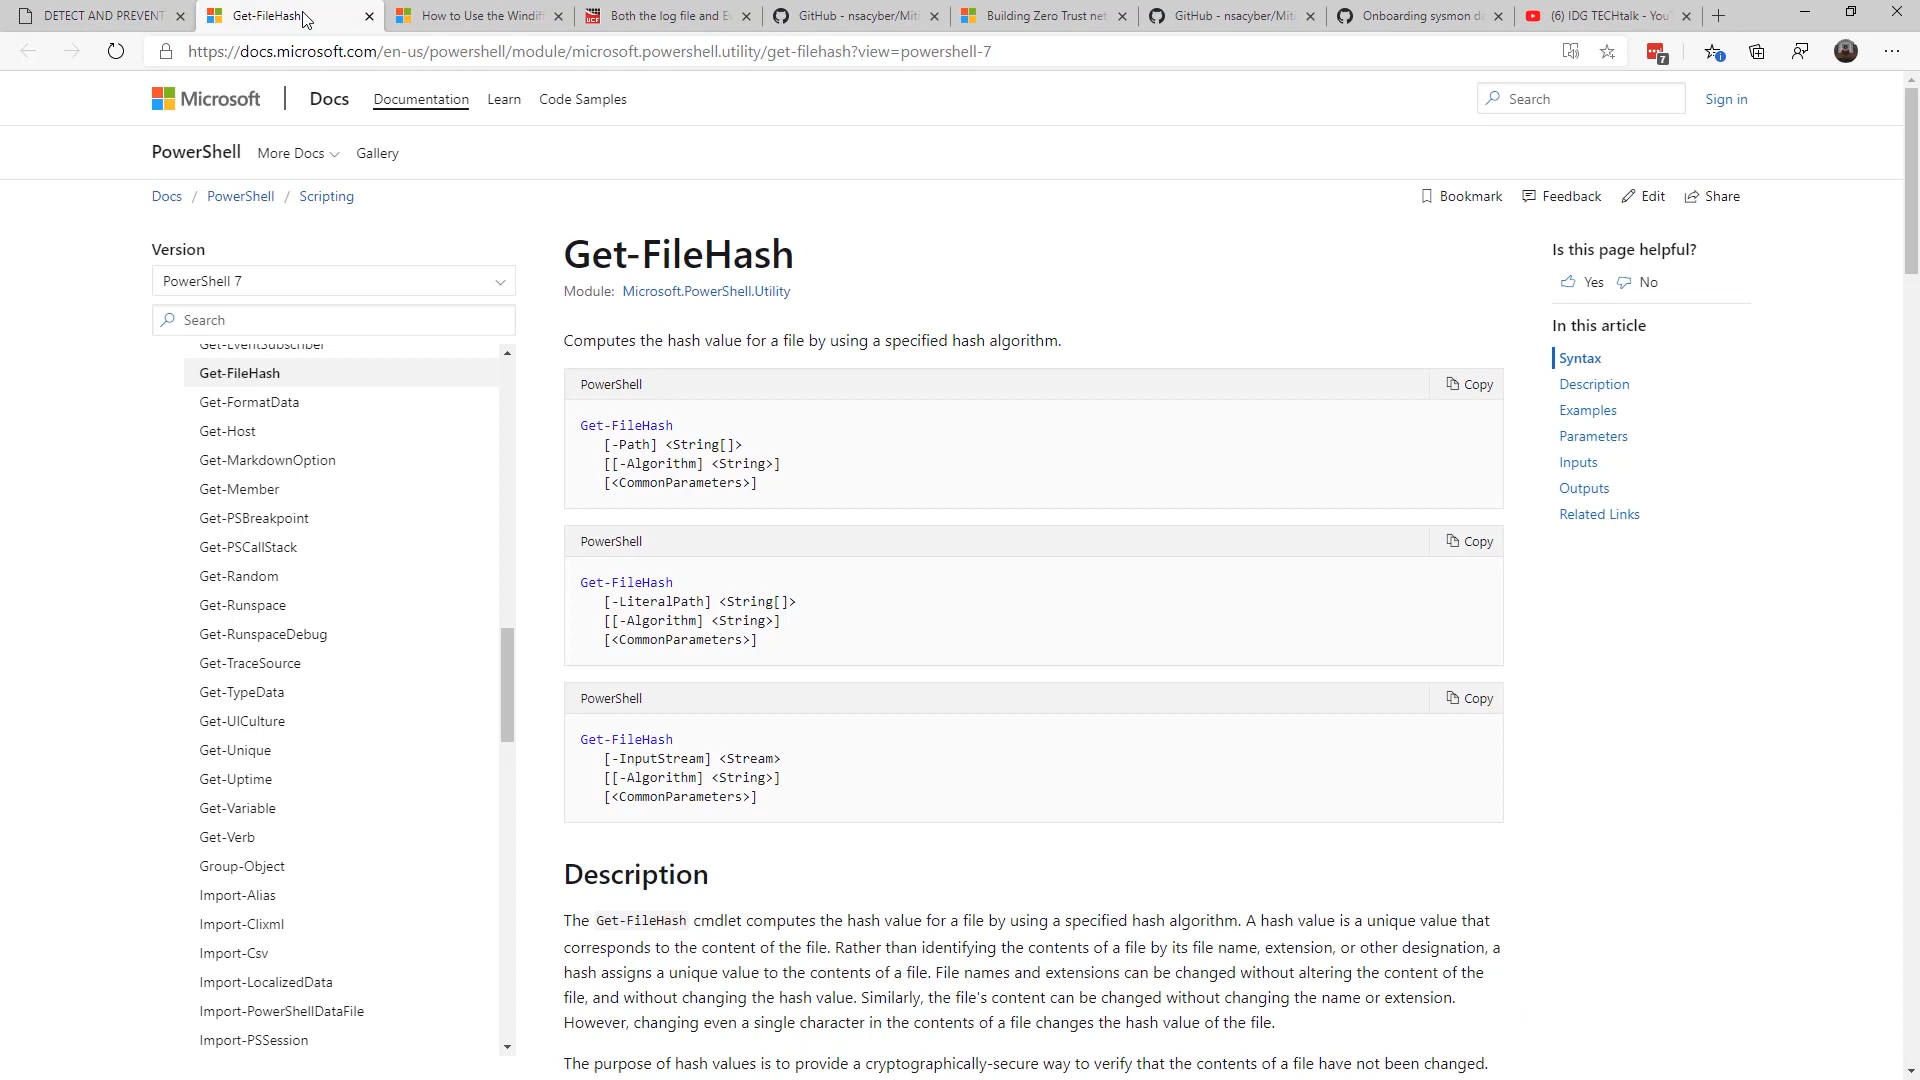 DETECT AND PREVENT
Get-FileHash
How to Use the Windiff
Both the log file and E
GitHub - nsacyber/Miti
Building Zero Trust net
GitHub - nsacyber/Miti
Onboarding sysmon da
(6) IDG TECHtalk - You
https://docs.microsoft.com/en-us/powershell/module/microsoft.powershell.utility/get-filehash?view=powershell-7
7
Microsoft
Docs
Documentation
Learn
Code Samples
Search
Sign in
PowerShell
More Docs
Gallery
Docs / PowerShell / Scripting
Bookmark
Feedback
Edit
Share
Version
PowerShell 7
Search
Get-EventSubscriber
Get-FileHash
Get-FormatData
Get-Host
Get-MarkdownOption
Get-Member
Get-PSBreakpoint
Get-PSCallStack
Get-Random
Get-Runspace
Get-RunspaceDebug
Get-TraceSource
Get-TypeData
Get-UICulture
Get-Unique
Get-Uptime
Get-Variable
Get-Verb
Group-Object
Import-Alias
Import-Clixml
Import-Csv
Import-LocalizedData
Import-PowerShellDataFile
Import-PSSession
Get-FileHash
Module: Microsoft.PowerShell.Utility
Computes the hash value for a file by using a specified hash algorithm.
PowerShell
Copy
Get-FileHash
[-Path] <String[]>
[[-Algorithm] <String>]
[<CommonParameters>]
PowerShell
Copy
Get-FileHash
[-LiteralPath] <String[]>
[[-Algorithm] <String>]
[<CommonParameters>]
PowerShell
Copy
Get-FileHash
[-InputStream] <Stream>
[[-Algorithm] <String>]
[<CommonParameters>]
Description
The Get-FileHash cmdlet computes the hash value for a file by using a specified hash algorithm. A hash value is a unique value that
corresponds to the content of the file. Rather than identifying the contents of a file by its file name, extension, or other designation, a
hash assigns a unique value to the contents of a file. File names and extensions can be changed without altering the content of the
file, and without changing the hash value. Similarly, the file's content can be changed without changing the name or extension.
However, changing even a single character in the contents of a file changes the hash value of the file.
The purpose of hash values is to provide a cryptographically-secure way to verify that the contents of a file have not been changed.
Is this page helpful?
Yes
No
In this article
Syntax
Description
Examples
Parameters
Inputs
Outputs
Related Links